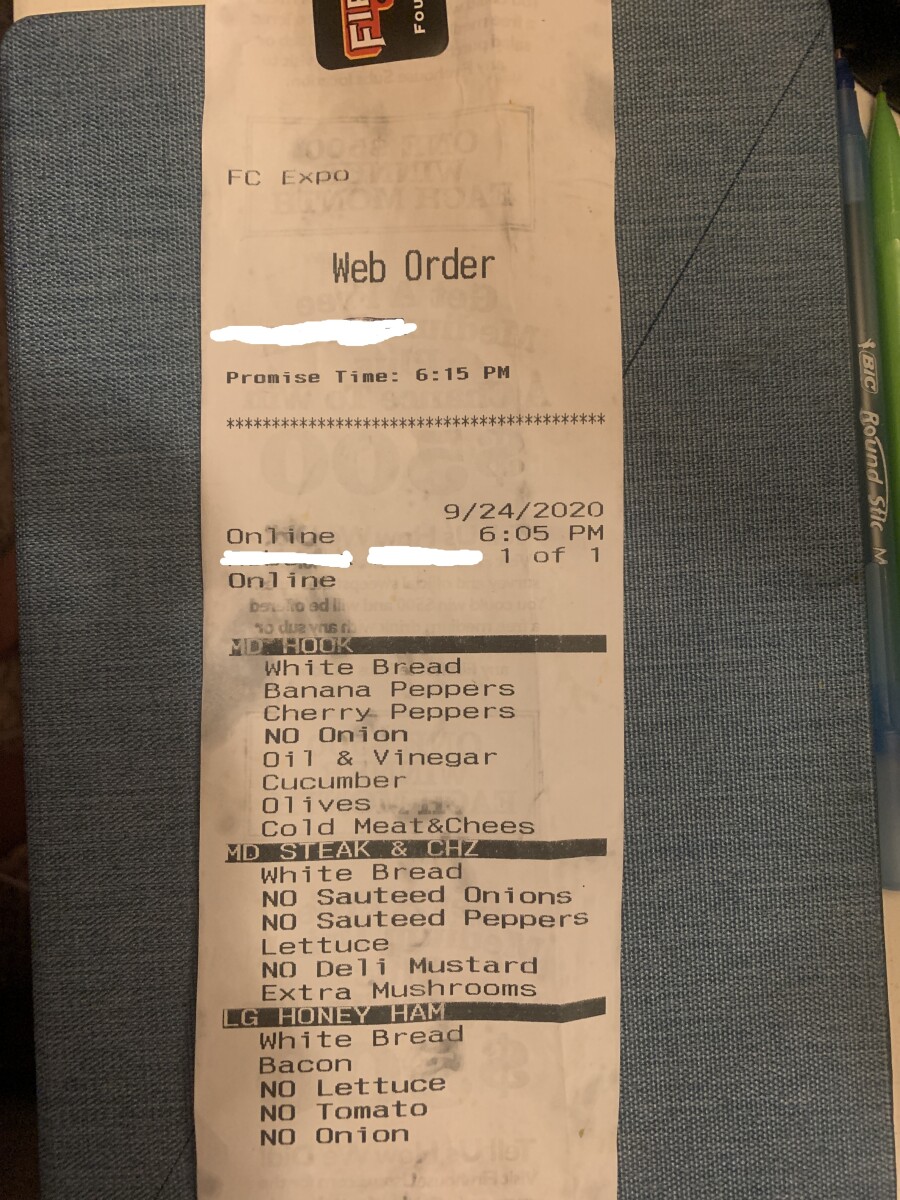 FC Expo
Web Order
Promise Time: 6:15 PM
*****************************************
9/24/2020
Online 6:05 PM
1 of 1
Online
MD HOOK
White Bread
Banana Peppers
Cherry Peppers
NO Onion
Oil & Vinegar
Cucumber
Olives
Cold Meat&Chees
MD STEAK & CHZ
White Bread
NO Sauteed Onions
NO Sauteed Peppers
Lettuce
NO Deli Mustard
Extra Mushrooms
LG HONEY HAM
White Bread
Bacon
NO Lettuce
NO Tomato
NO Onion
BIC Round Stic M